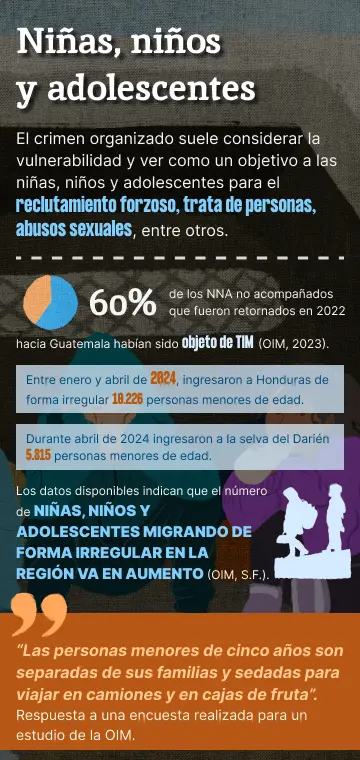 Niñas, niños
y adolescentes
El crimen organizado suele considerar la
vulnerabilidad y ver como un objetivo a las
niñas, niños y adolescentes para el
reclutamiento forzoso, trata de personas,
abusos sexuales, entre otros.
60%
de los NNA no acompañados
que fueron retornados en 2022
hacia Guatemala habían sido objeto de TIM (OIM, 2023).
Entre enero y abril de 2024, ingresaron a Honduras de
forma irregular 10.226 personas menores de edad.
Durante abril de 2024 ingresaron a la selva del Darién
5.815 personas menores de edad.
Los datos disponibles indican que el número
de NIÑAS, NIÑOS Y
ADOLESCENTES MIGRANDO DE
FORMA IRREGULAR EN LA
REGIÓN VA EN AUMENTO (OIM, S.F.).
“Las personas menores de cinco años son
separadas de sus familias y sedadas para
viajar en camiones y en cajas de fruta”.
Respuesta a una encuesta realizada para un
estudio de la OIM.